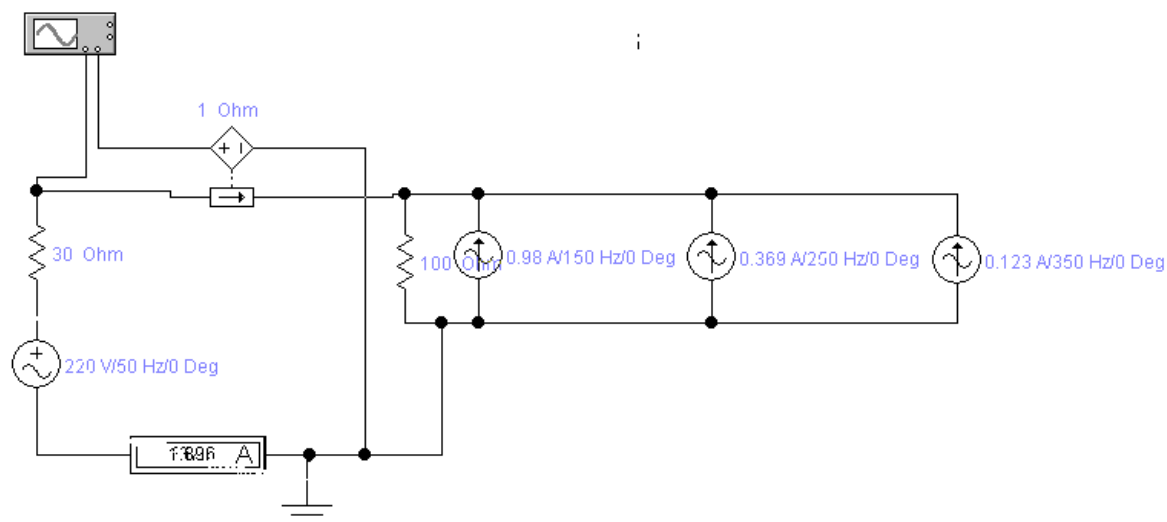 i
1 Ohm
30 Ohm
100 Ohm
0.98 A/150 Hz/0 Deg
0.369 A/250 Hz/0 Deg
0.123 A/350 Hz/0 Deg
220 V/50 Hz/0 Deg
A